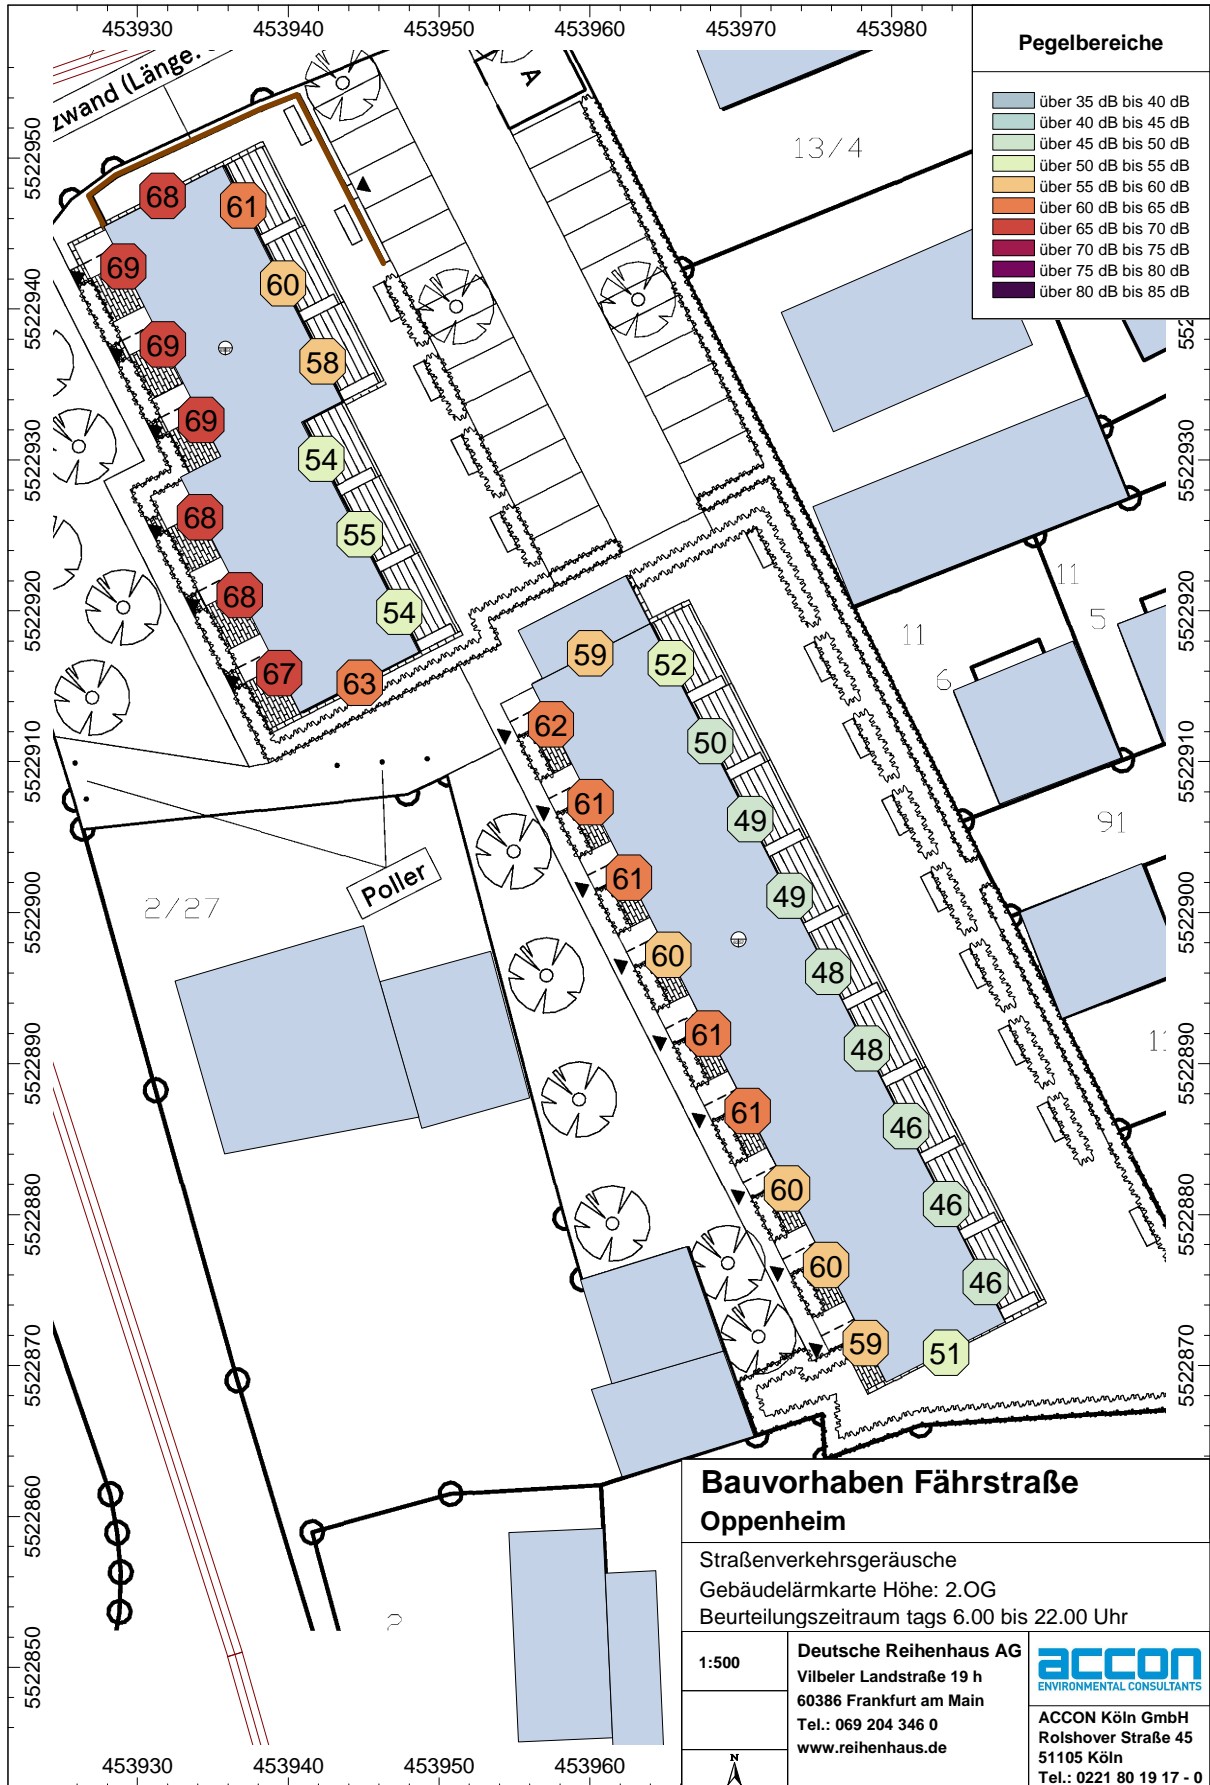 453930 453940 453950 453960 453970 453980
Pegelbereiche
über 35 dB bis 40 dB
über 40 dB bis 45 dB
über 45 dB bis 50 dB
über 50 dB bis 55 dB
über 55 dB bis 60 dB
über 60 dB bis 65 dB
über 65 dB bis 70 dB
über 70 dB bis 75 dB
über 75 dB bis 80 dB
über 80 dB bis 85 dB
zwand (Länge:
A
13/4
5522950
5522940
5522930
5522920
5522910
5522900
5522890
5522880
5522870
5522860
5522850
68
61
69
60
69
58
69
54
68
55
68
54
67
63
59
52
62
50
61
49
61
49
60
48
61
48
61
46
60
46
60
46
59
51
11
5
11
6
91
2/27
Poller
5522930
5522920
5522910
5522900
5522890
5522880
5522870
Bauvorhaben Fährstraße
Oppenheim
Straßenverkehrsgeräusche
Gebäudelärmkarte Höhe: 2.OG
Beurteilungszeitraum tags 6.00 bis 22.00 Uhr
1:500
Deutsche Reihenhaus AG
Vilbeler Landstraße 19 h
60386 Frankfurt am Main
Tel.: 069 204 346 0
www.reihenhaus.de
accon
ENVIRONMENTAL CONSULTANTS
ACCON Köln GmbH
Rolshover Straße 45
51105 Köln
Tel.: 0221 80 19 17 - 0
N
453930 453940 453950 453960